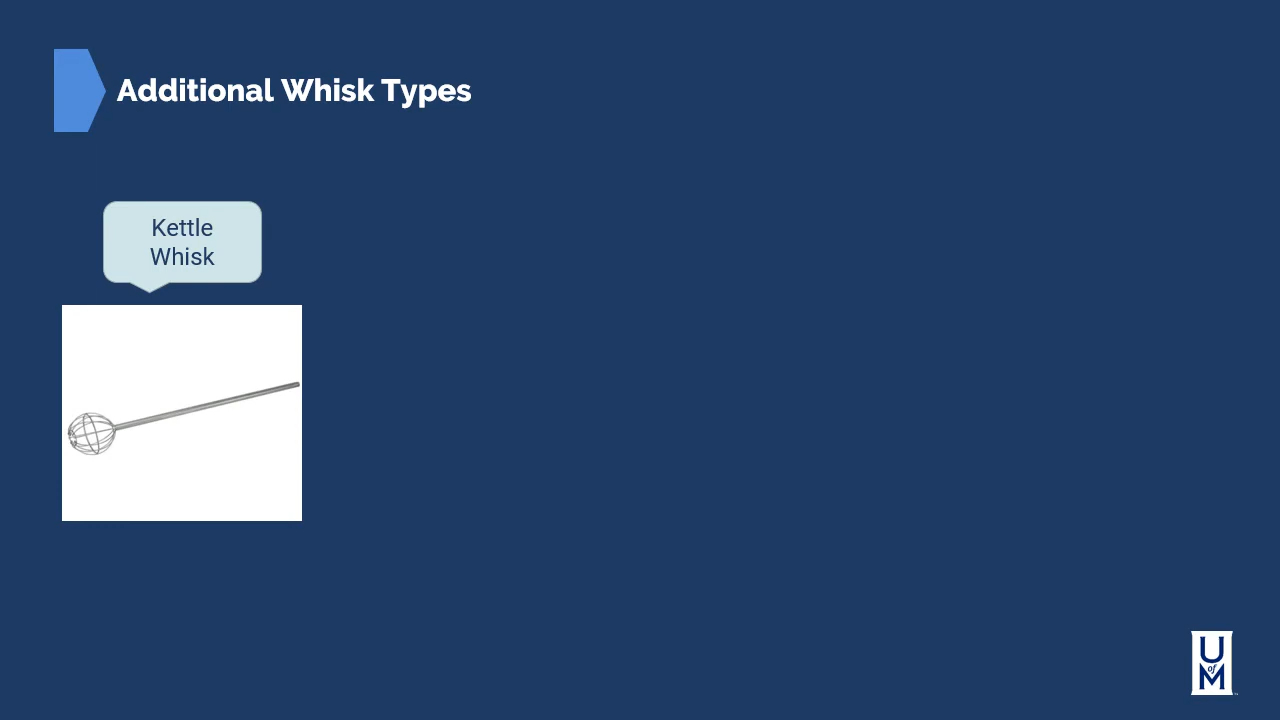 Additional Whisk Types
Kettle
Whisk
U
of
M